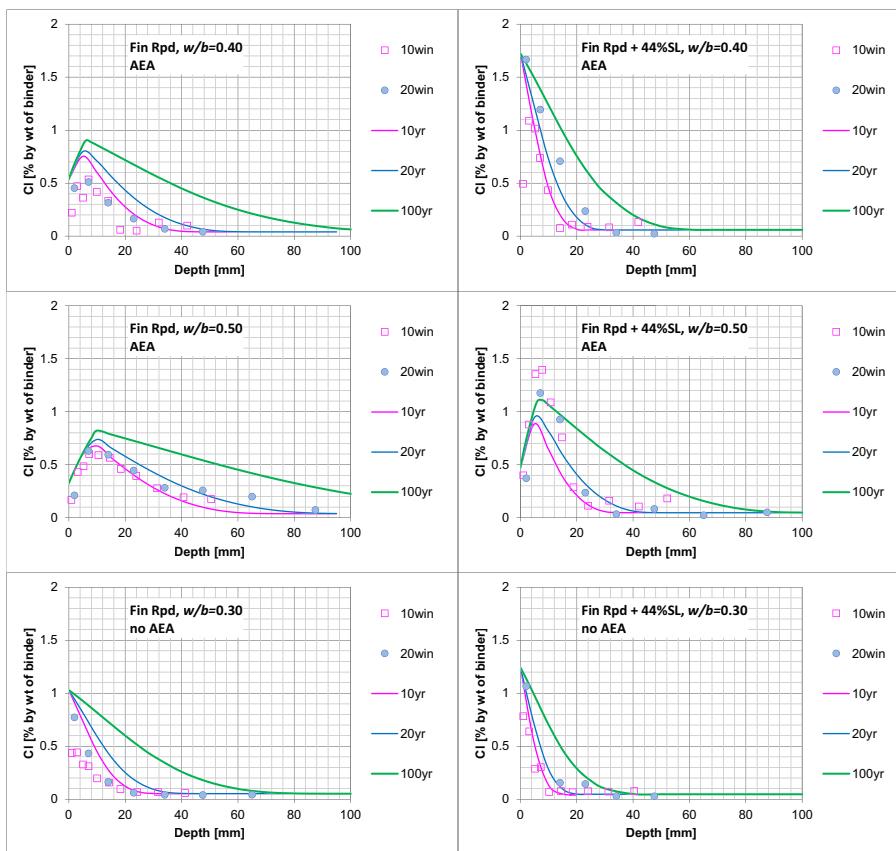 2
1.5
1
0.5
0
Cl [% by wt of binder]
Fin Rpd, w/b=0.40
AEA
0 20 40 60 80 100
Depth [mm]
10win
20win
10yr
20yr
100yr
2
1.5
1
0.5
0
Cl [% by wt of binder]
Fin Rpd + 44%SL, w/b=0.40
AEA
0 20 40 60 80 100
Depth [mm]
10win
20win
10yr
20yr
100yr
2
1.5
1
0.5
0
Cl [% by wt of binder]
Fin Rpd, w/b=0.50
AEA
0 20 40 60 80 100
Depth [mm]
10win
20win
10yr
20yr
100yr
2
1.5
1
0.5
0
Cl [% by wt of binder]
Fin Rpd + 44%SL, w/b=0.50
AEA
0 20 40 60 80 100
Depth [mm]
10win
20win
10yr
20yr
100yr
2
1.5
1
0.5
0
Cl [% by wt of binder]
Fin Rpd, w/b=0.30
no AEA
0 20 40 60 80 100
Depth [mm]
10win
20win
10yr
20yr
100yr
2
1.5
1
0.5
0
Cl [% by wt of binder]
Fin Rpd + 44%SL, w/b=0.30
no AEA
0 20 40 60 80 100
Depth [mm]
10win
20win
10yr
20yr
100yr